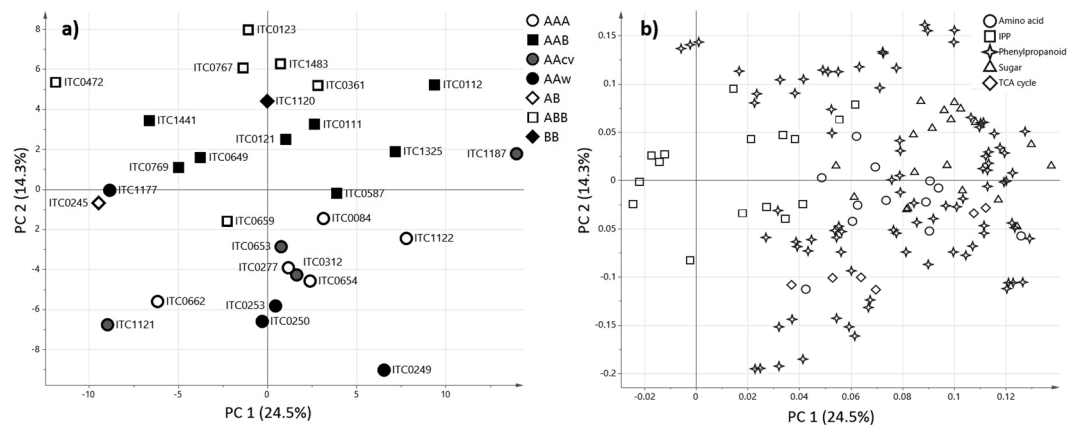 a)
8
6
4
2
0
2
-4
-6
-8
-10
-5
0
5
10
PC 2 (14.3%)
PC 1 (24.5%)
ITC0123
ITC0767
ITC1483
ITC0472
ITC0361
ITC0112
ITC1120
ITC1441
ITC0111
ITC0121
ITC1325
ITC1187
ITC0649
ITC0769
ITC1177
ITC0245
ITC0587
ITC0659
ITC0084
ITC1122
ITC0653
ITC0312
ITC0277
ITC0654
ITC0662
ITC0253
ITC1121
ITC0250
ITC0249
AAA
AAB
AAcv
AAw
AB
ABB
BB
b)
Amino acid
IPP
Phenylpropanoid
Sugar
TCA cycle
0.15
0.1
0.05
0
-0.05
-0.1
-0.15
-0.2
-0.02
0
0.02
0.04
0.06
0.08
0.1
0.12
PC 2 (14.3%)
PC 1 (24.5%)